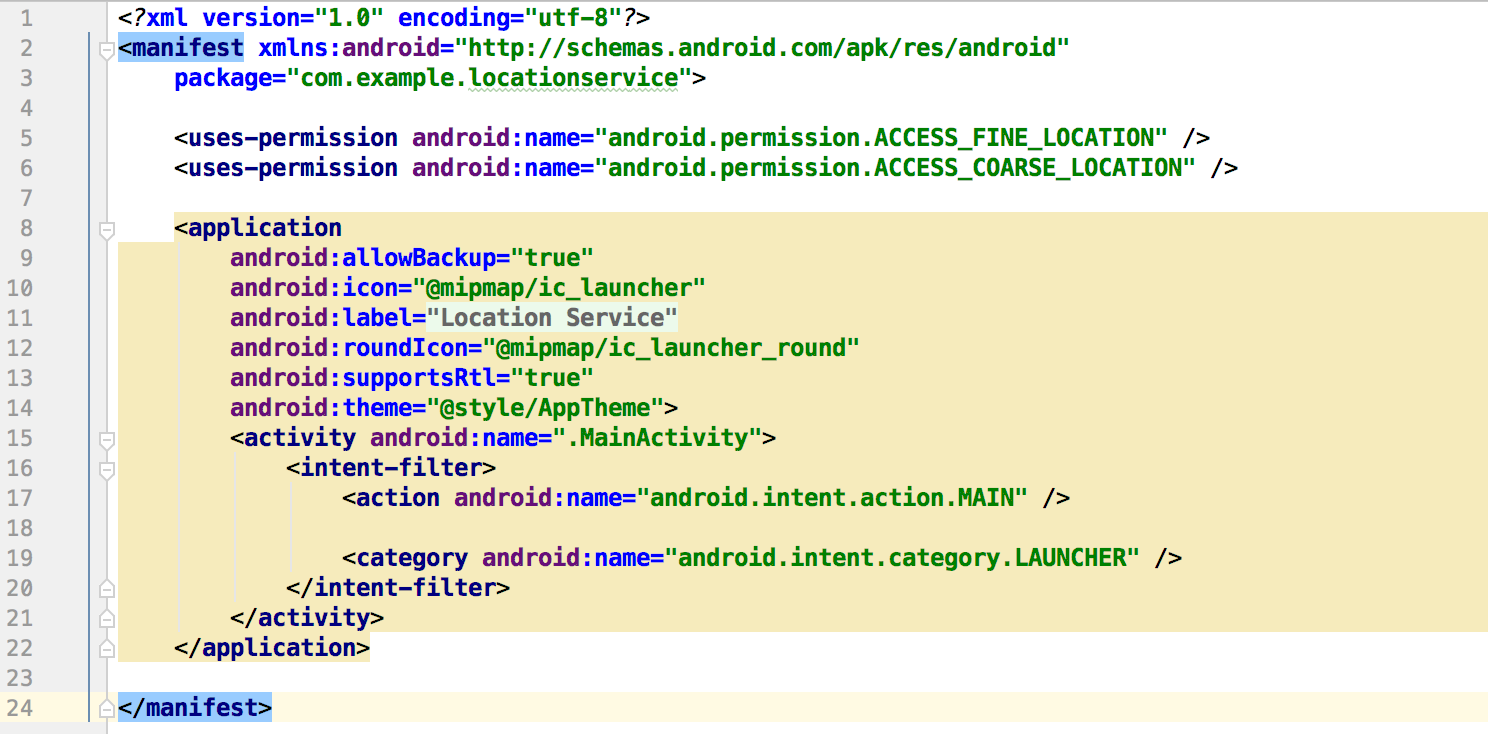 1 <?xml version="1.0" encoding="utf-8"?>
2 <manifest xmlns:android="http://schemas.android.com/apk/res/android"
3     package="com.example.locationservice">
4
5     <uses-permission android:name="android.permission.ACCESS_FINE_LOCATION" />
6     <uses-permission android:name="android.permission.ACCESS_COARSE_LOCATION" />
7
8     <application
9         android:allowBackup="true"
10         android:icon="@mipmap/ic_launcher"
11         android:label="Location Service"
12         android:roundIcon="@mipmap/ic_launcher_round"
13         android:supportsRtl="true"
14         android:theme="@style/AppTheme">
15         <activity android:name=".MainActivity">
16             <intent-filter>
17                 <action android:name="android.intent.action.MAIN" />
18
19                 <category android:name="android.intent.category.LAUNCHER" />
20             </intent-filter>
21         </activity>
22     </application>
23
24 </manifest>